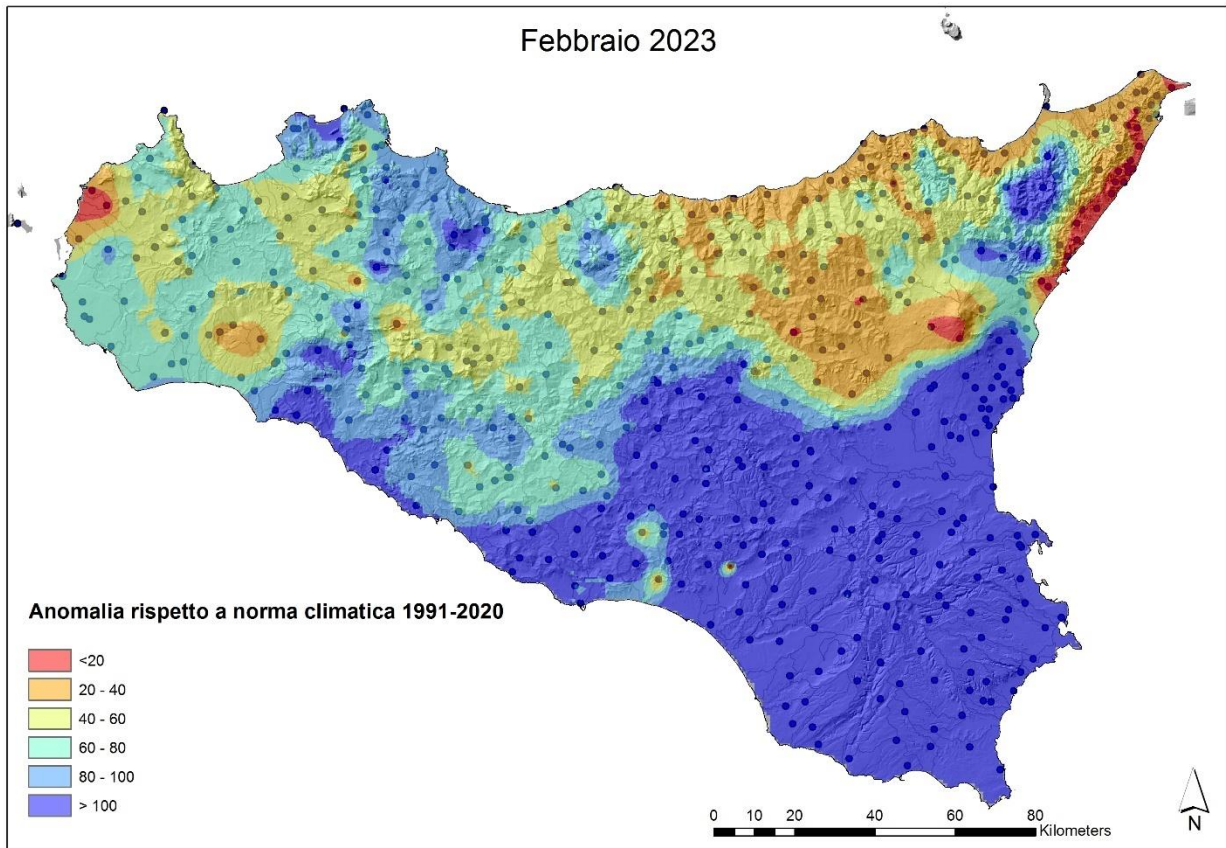 Febbraio 2023
Anomalia rispetto a norma climatica 1991-2020
<20
20 - 40
40 - 60
60 - 80
80 - 100
> 100
0 10 20 40 60 80
Kilometers
N